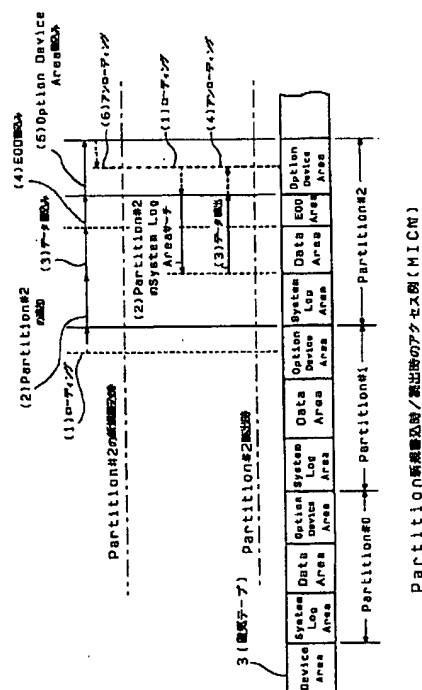 Partition#2の新規書込時
(1)ローディング
(2)Partition#2
の追加
(3)データ書込み
(4)EOD書込み
(5)Option Device
Area書込み
(6)アンローディング
Partition#2読出時
(1)ローディング
(2)Partition#2
のSystem Log
Areaサーチ
(3)データ読出
(4)アンローディング
3(磁気テープ)
Device
Area
System
Log
Area
Data
Area
Option
Device
Area
System
Log
Area
Data
Area
Option
Device
Area
System
Log
Area
Data
Area
EOD
Area
Option
Device
Area
Partition#0
Partition#1
Partition#2
Partition新規書込時/読出時のアクセス例(MIC付)